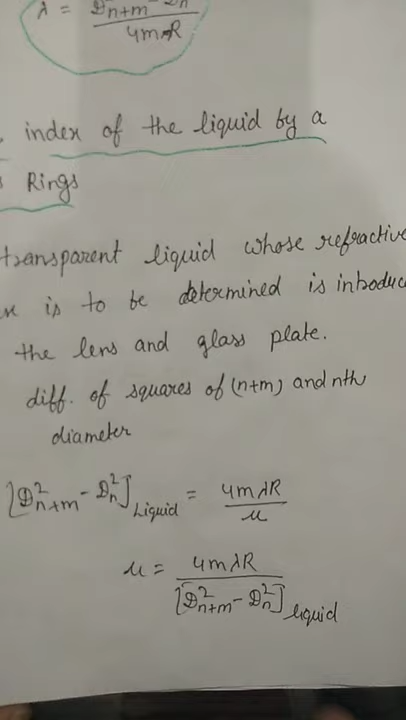 λ = D²n+m - D²n / 4mR
index of the liquid by a
Rings
transparent liquid whose refractive
is to be determined is introduc
the lens and glass plate.
diff. of squares of (n+m) and nth
diameter
[D²n+m - D²n]Liquid = 4mλR / μ
μ = 4mλR / [D²n+m - D²n] liquid